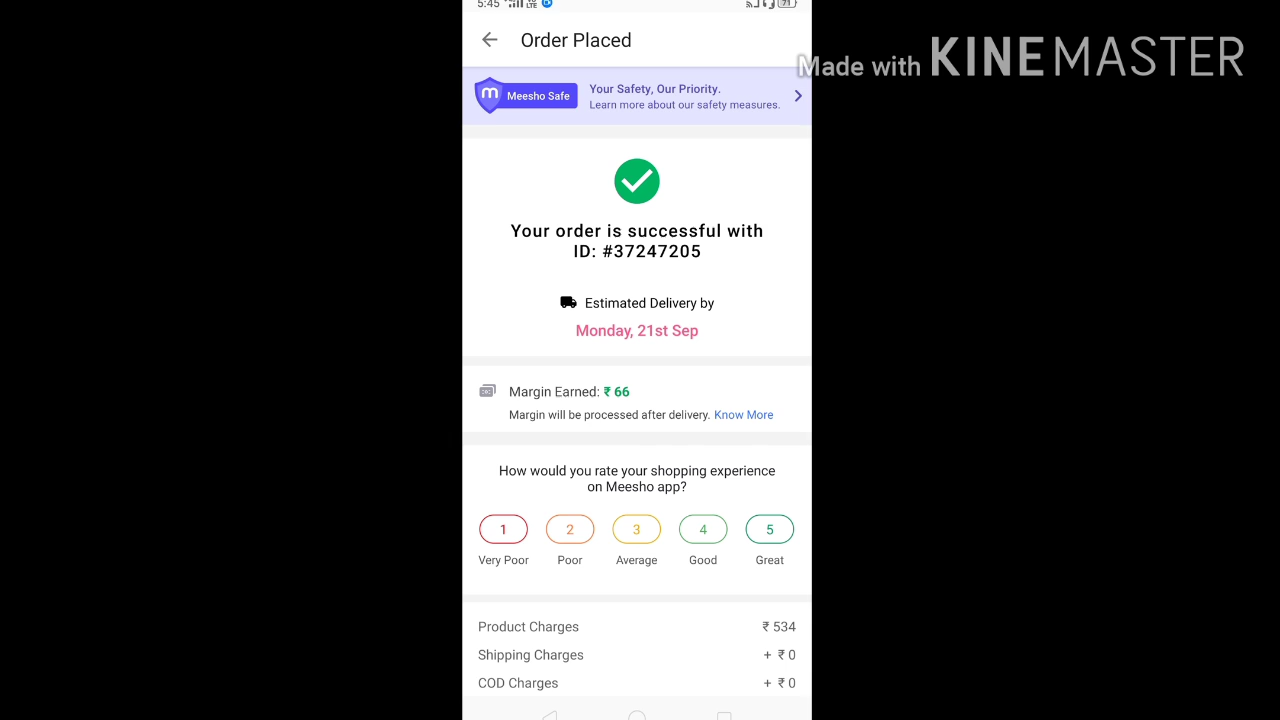 5:45
71
Order Placed
Made with KINEMASTER
m
Meesho Safe
Your Safety, Our Priority.
Learn more about our safety measures.
Your order is successful with
ID: #37247205
Estimated Delivery by
Monday, 21st Sep
Margin Earned: ₹ 66
Margin will be processed after delivery. Know More
How would you rate your shopping experience
on Meesho app?
1 2 3 4 5
Very Poor Poor Average Good Great
Product Charges ₹ 534
Shipping Charges + ₹ 0
COD Charges + ₹ 0